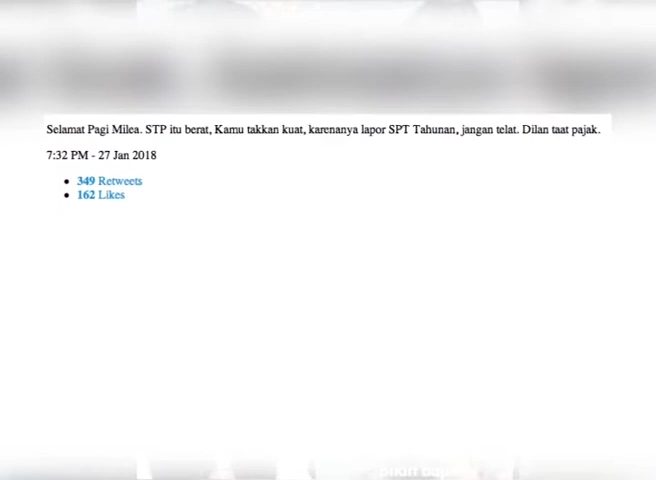 Selamat Pagi Milea. STP itu berat, Kamu takkan kuat, karenanya lapor SPT Tahunan, jangan telat. Dilan taat pajak.
7:32 PM - 27 Jan 2018
349 Retweets
162 Likes